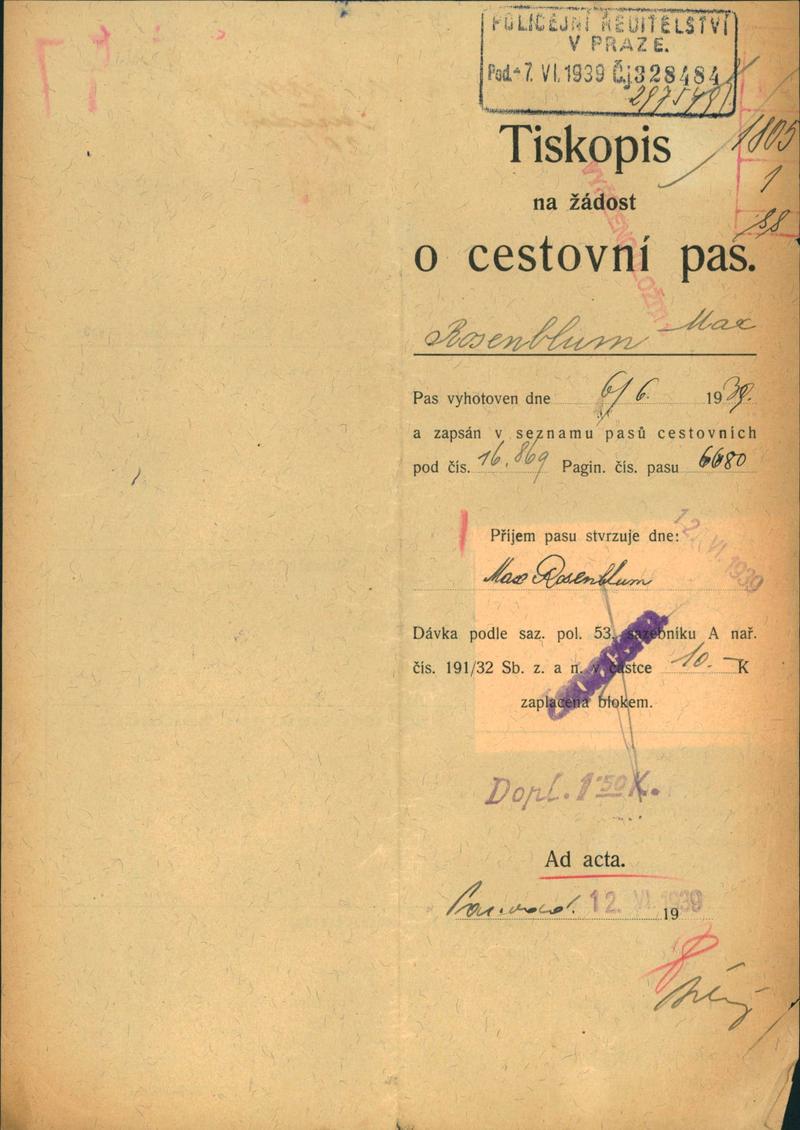 POLICEJNÍ ŘEDITELSTVÍ
V PRAZE.
Pod. 7. VI. 1939 Čj 328484
1805
1
88
Tiskopis
na žádost
o cestovní pas.
Rosenblum Max
Pas vyhotoven dne 6/6. 1939.
a zapsán v seznamu pasů cestovních
pod čís. 16.869 Pagin. čís. pasu 6680
Příjem pasu stvrzuje dne:
12. VI. 1939
Max Rosenblum
Dávka podle saz. pol. 53. sazebníku A nař.
čís. 191/32 Sb. z. a n. v částce 10.— K
zaplacena blokem.
Dopl. 1·50 K.
Ad acta.
12. VI. 1939
19